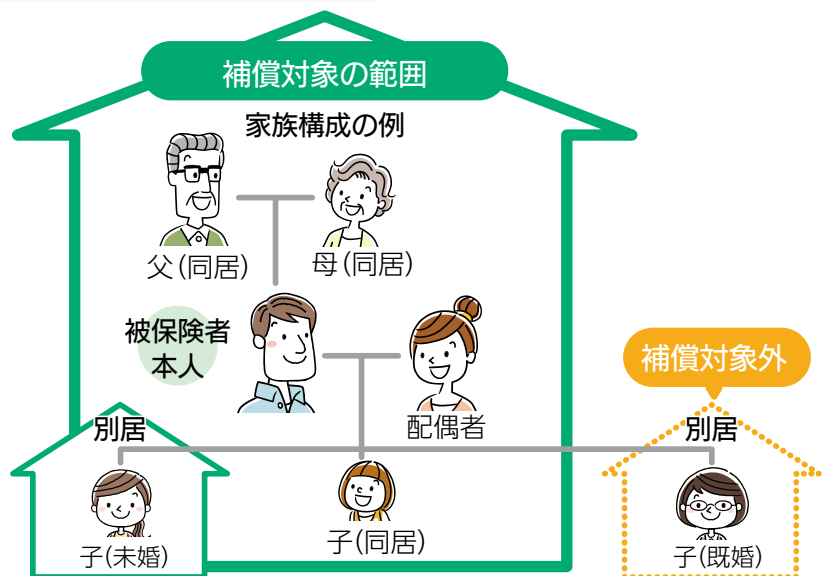 補償対象の範囲
家族構成の例
父(同居)
母(同居)
被保険者
本人
配偶者
補償対象外
別居
別居
子(未婚)
子(同居)
子(既婚)